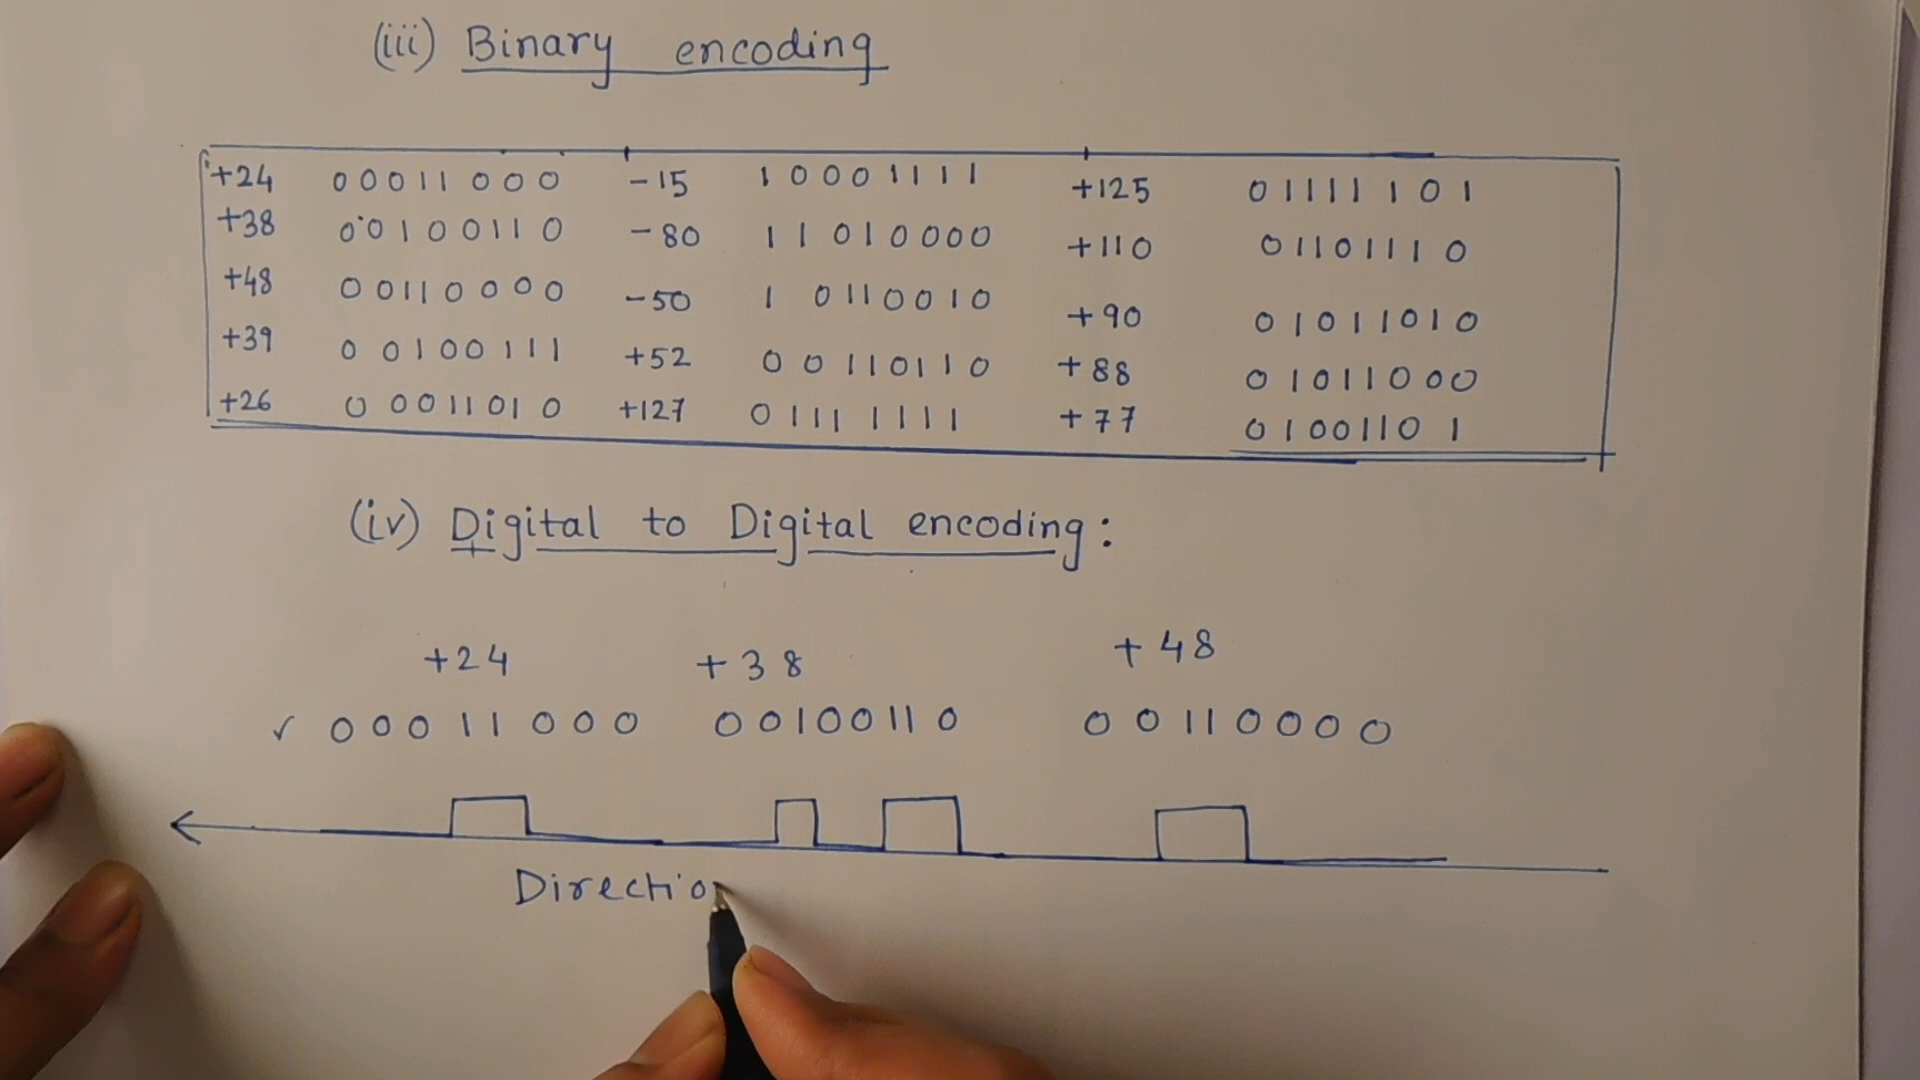 (iii) Binary encoding
+24 00011000 -15 10001111 +125 01111101
+38 00100110 -80 11010000 +110 01101110
+48 00110000 -50 10110010 +90 01011010
+39 00100111 +52 00110110 +88 01011000
+26 00011010 +127 01111111 +77 01001101
(iv) Digital to Digital encoding:
+24 +38 +48
✓ 00011000 00100110 00110000
Direction